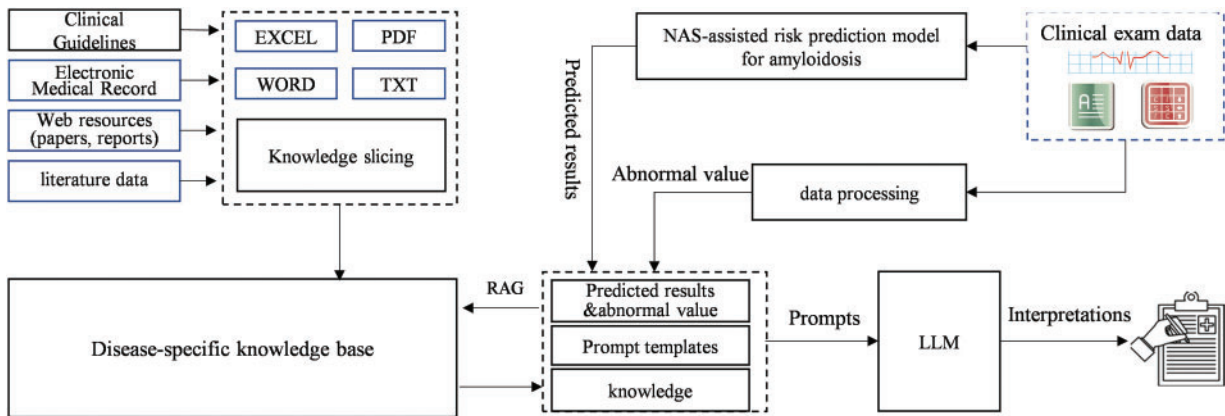 Clinical
Guidelines
Electronic
Medical Record
Web resources
(papers, reports)
literature data
EXCEL
PDF
WORD
TXT
Knowledge slicing
Predicted results
NAS-assisted risk prediction model
for amyloidosis
Clinical exam data
A
Abnormal value
data processing
Disease-specific knowledge base
RAG
Predicted results
&abnormal value
Prompt templates
knowledge
Prompts
LLM
Interpretations